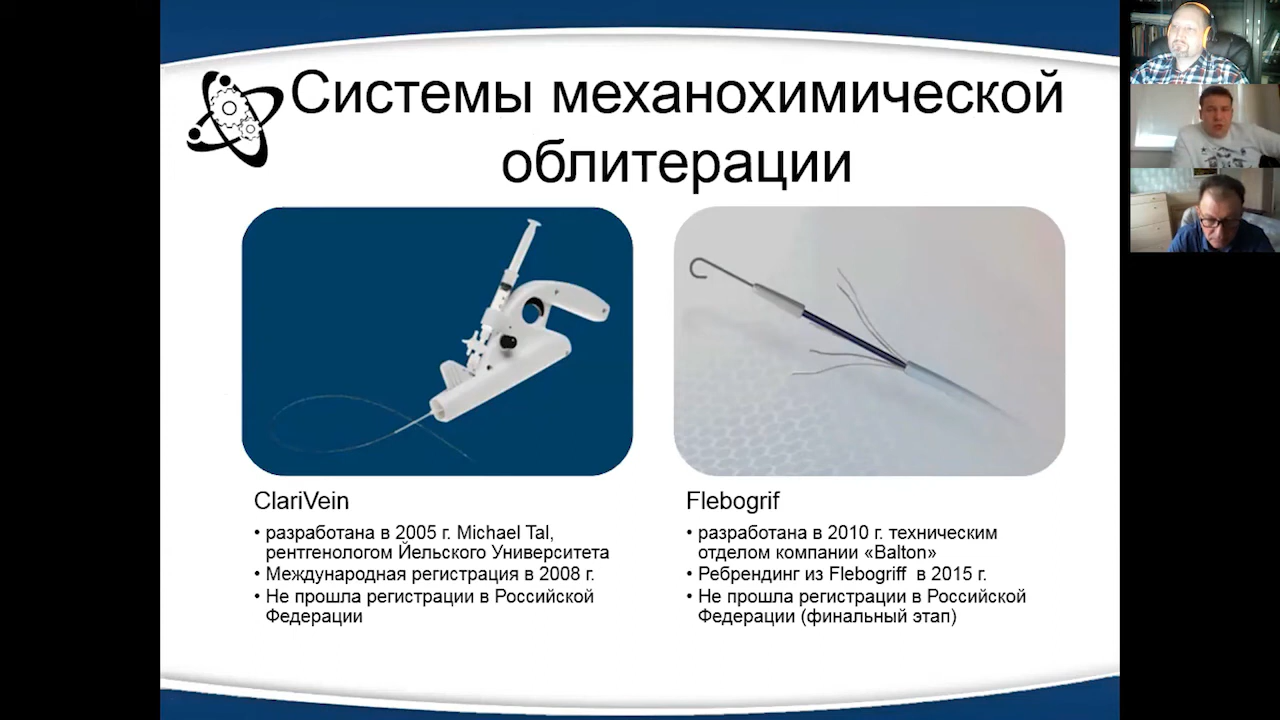 Системы механохимической
облитерации
ClariVein
• разработана в 2005 г. Michael Tal,
рентгенологом Йельского Университета
• Международная регистрация в 2008 г.
• Не прошла регистрации в Российской
Федерации
Flebogrif
• разработана в 2010 г. техническим
отделом компании «Balton»
• Ребрендинг из Flebogriff в 2015 г.
• Не прошла регистрации в Российской
Федерации (финальный этап)